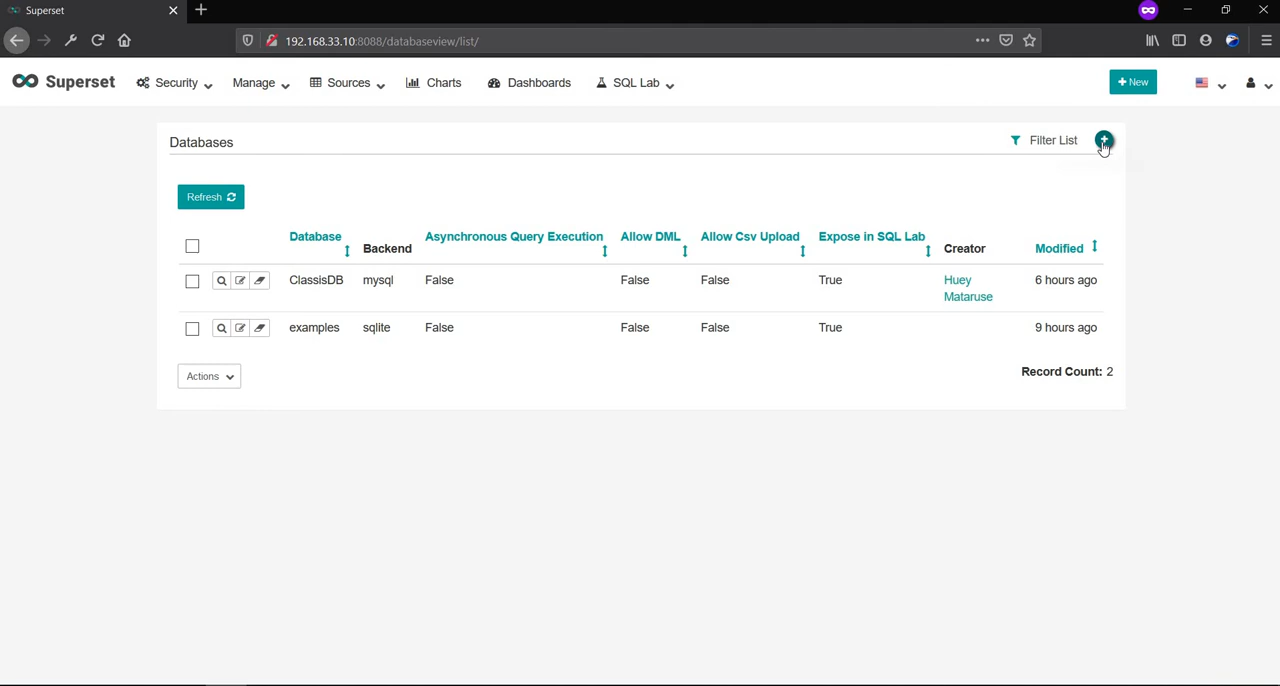 Superset
192.168.33.10:8088/databaseview/list/
Superset Security Manage Sources Charts Dashboards SQL Lab + New
Databases Filter List
Refresh
Database Backend Asynchronous Query Execution Allow DML Allow Csv Upload Expose in SQL Lab Creator Modified
ClassisDB mysql False False False True Huey 6 hours ago
Mataruse
examples sqlite False False False True 9 hours ago
Actions Record Count: 2